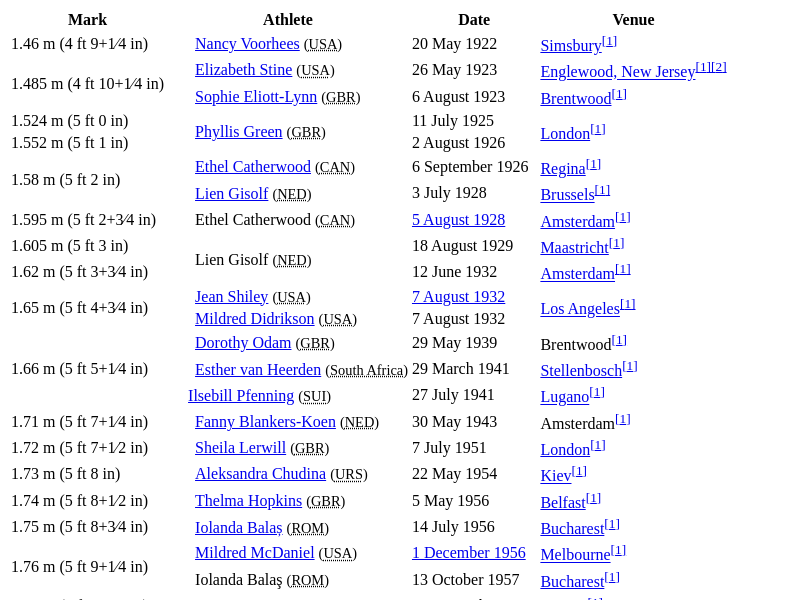 Mark Athlete Date Venue
1.46 m (4 ft 9+1⁄4 in) Nancy Voorhees (USA) 20 May 1922 Simsbury[1]
1.485 m (4 ft 10+1⁄4 in) Elizabeth Stine (USA) 26 May 1923 Englewood, New Jersey[1][2]
Sophie Eliott-Lynn (GBR) 6 August 1923 Brentwood[1]
1.524 m (5 ft 0 in) Phyllis Green (GBR) 11 July 1925 London[1]
1.552 m (5 ft 1 in) 2 August 1926
1.58 m (5 ft 2 in) Ethel Catherwood (CAN) 6 September 1926 Regina[1]
Lien Gisolf (NED) 3 July 1928 Brussels[1]
1.595 m (5 ft 2+3⁄4 in) Ethel Catherwood (CAN) 5 August 1928 Amsterdam[1]
1.605 m (5 ft 3 in) Lien Gisolf (NED) 18 August 1929 Maastricht[1]
1.62 m (5 ft 3+3⁄4 in) 12 June 1932 Amsterdam[1]
1.65 m (5 ft 4+3⁄4 in) Jean Shiley (USA) 7 August 1932 Los Angeles[1]
Mildred Didrikson (USA) 7 August 1932
1.66 m (5 ft 5+1⁄4 in) Dorothy Odam (GBR) 29 May 1939 Brentwood[1]
Esther van Heerden (South Africa) 29 March 1941 Stellenbosch[1]
Ilsebill Pfenning (SUI) 27 July 1941 Lugano[1]
1.71 m (5 ft 7+1⁄4 in) Fanny Blankers-Koen (NED) 30 May 1943 Amsterdam[1]
1.72 m (5 ft 7+1⁄2 in) Sheila Lerwill (GBR) 7 July 1951 London[1]
1.73 m (5 ft 8 in) Aleksandra Chudina (URS) 22 May 1954 Kiev[1]
1.74 m (5 ft 8+1⁄2 in) Thelma Hopkins (GBR) 5 May 1956 Belfast[1]
1.75 m (5 ft 8+3⁄4 in) Iolanda Balaș (ROM) 14 July 1956 Bucharest[1]
1.76 m (5 ft 9+1⁄4 in) Mildred McDaniel (USA) 1 December 1956 Melbourne[1]
Iolanda Balaş (ROM) 13 October 1957 Bucharest[1]